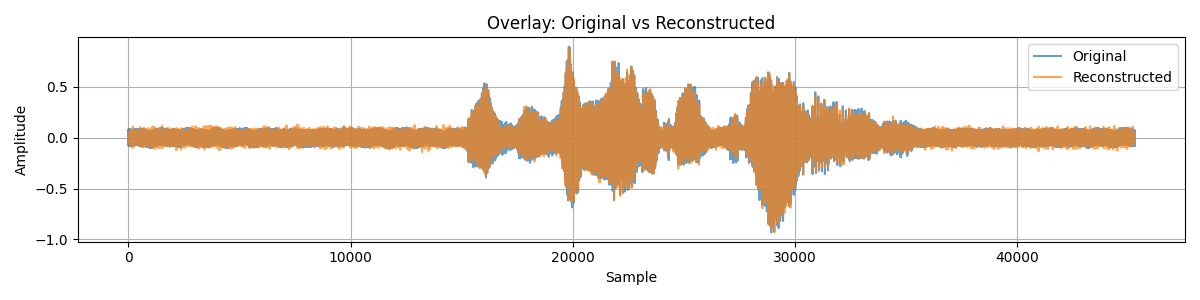 Overlay: Original vs Reconstructed
Original
Reconstructed
Amplitude
0.5
0.0
−0.5
−1.0
0
10000
20000
30000
40000
Sample